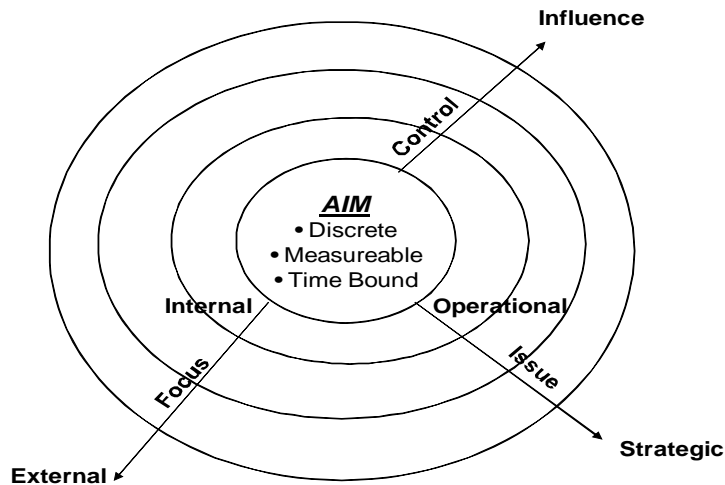 Influence
Control
AIM
• Discrete
• Measureable
• Time Bound
Internal
Operational
Focus
Issue
Strategic
External